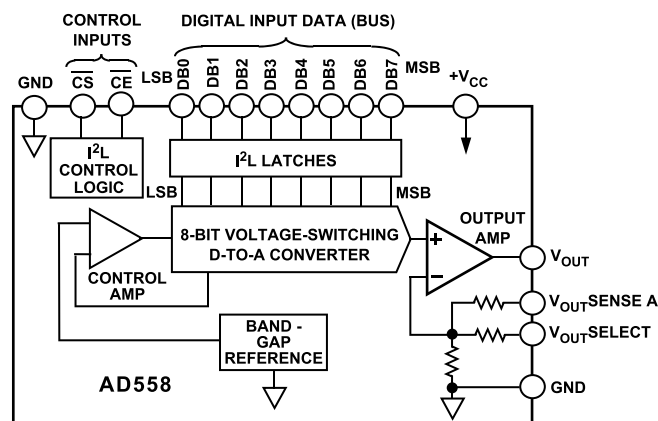 CONTROL INPUTS
DIGITAL INPUT DATA (BUS)
GND
CS
CE
LSB
DB0
DB1
DB2
DB3
DB4
DB5
DB6
DB7
MSB
+VCC
I2L CONTROL LOGIC
I2L LATCHES
LSB
MSB
8-BIT VOLTAGE-SWITCHING
D-TO-A CONVERTER
OUTPUT AMP
+
–
CONTROL AMP
VOUT
VOUTSENSE A
VOUTSELECT
BAND - GAP REFERENCE
GND
AD558